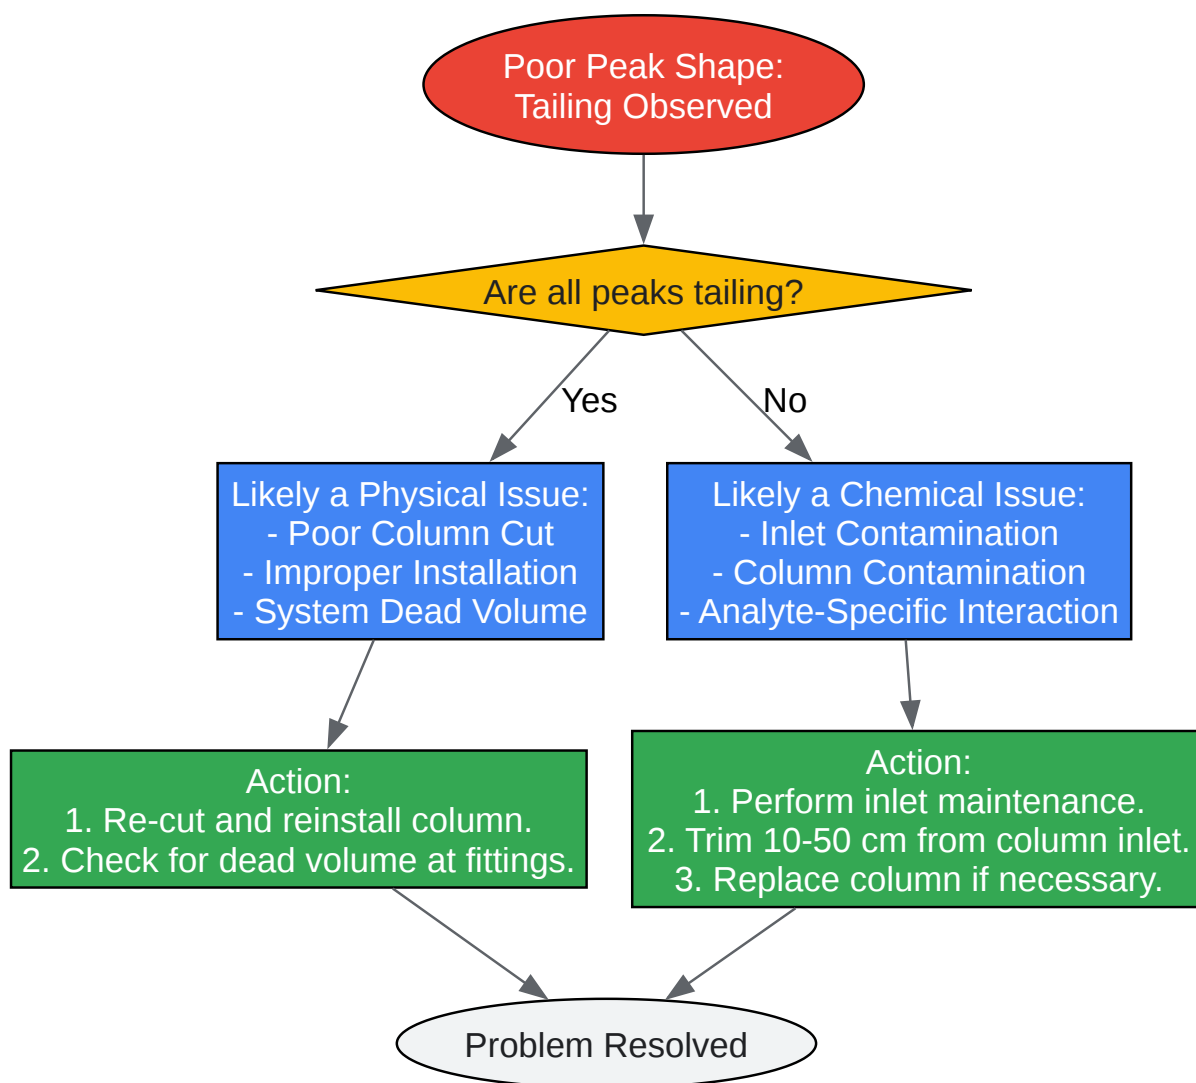 Poor Peak Shape:
Tailing Observed
Are all peaks tailing?
Yes
No
Likely a Physical Issue:
- Poor Column Cut
- Improper Installation
- System Dead Volume
Likely a Chemical Issue:
- Inlet Contamination
- Column Contamination
- Analyte-Specific Interaction
Action:
1. Re-cut and reinstall column.
2. Check for dead volume at fittings.
Action:
1. Perform inlet maintenance.
2. Trim 10-50 cm from column inlet.
3. Replace column if necessary.
Problem Resolved